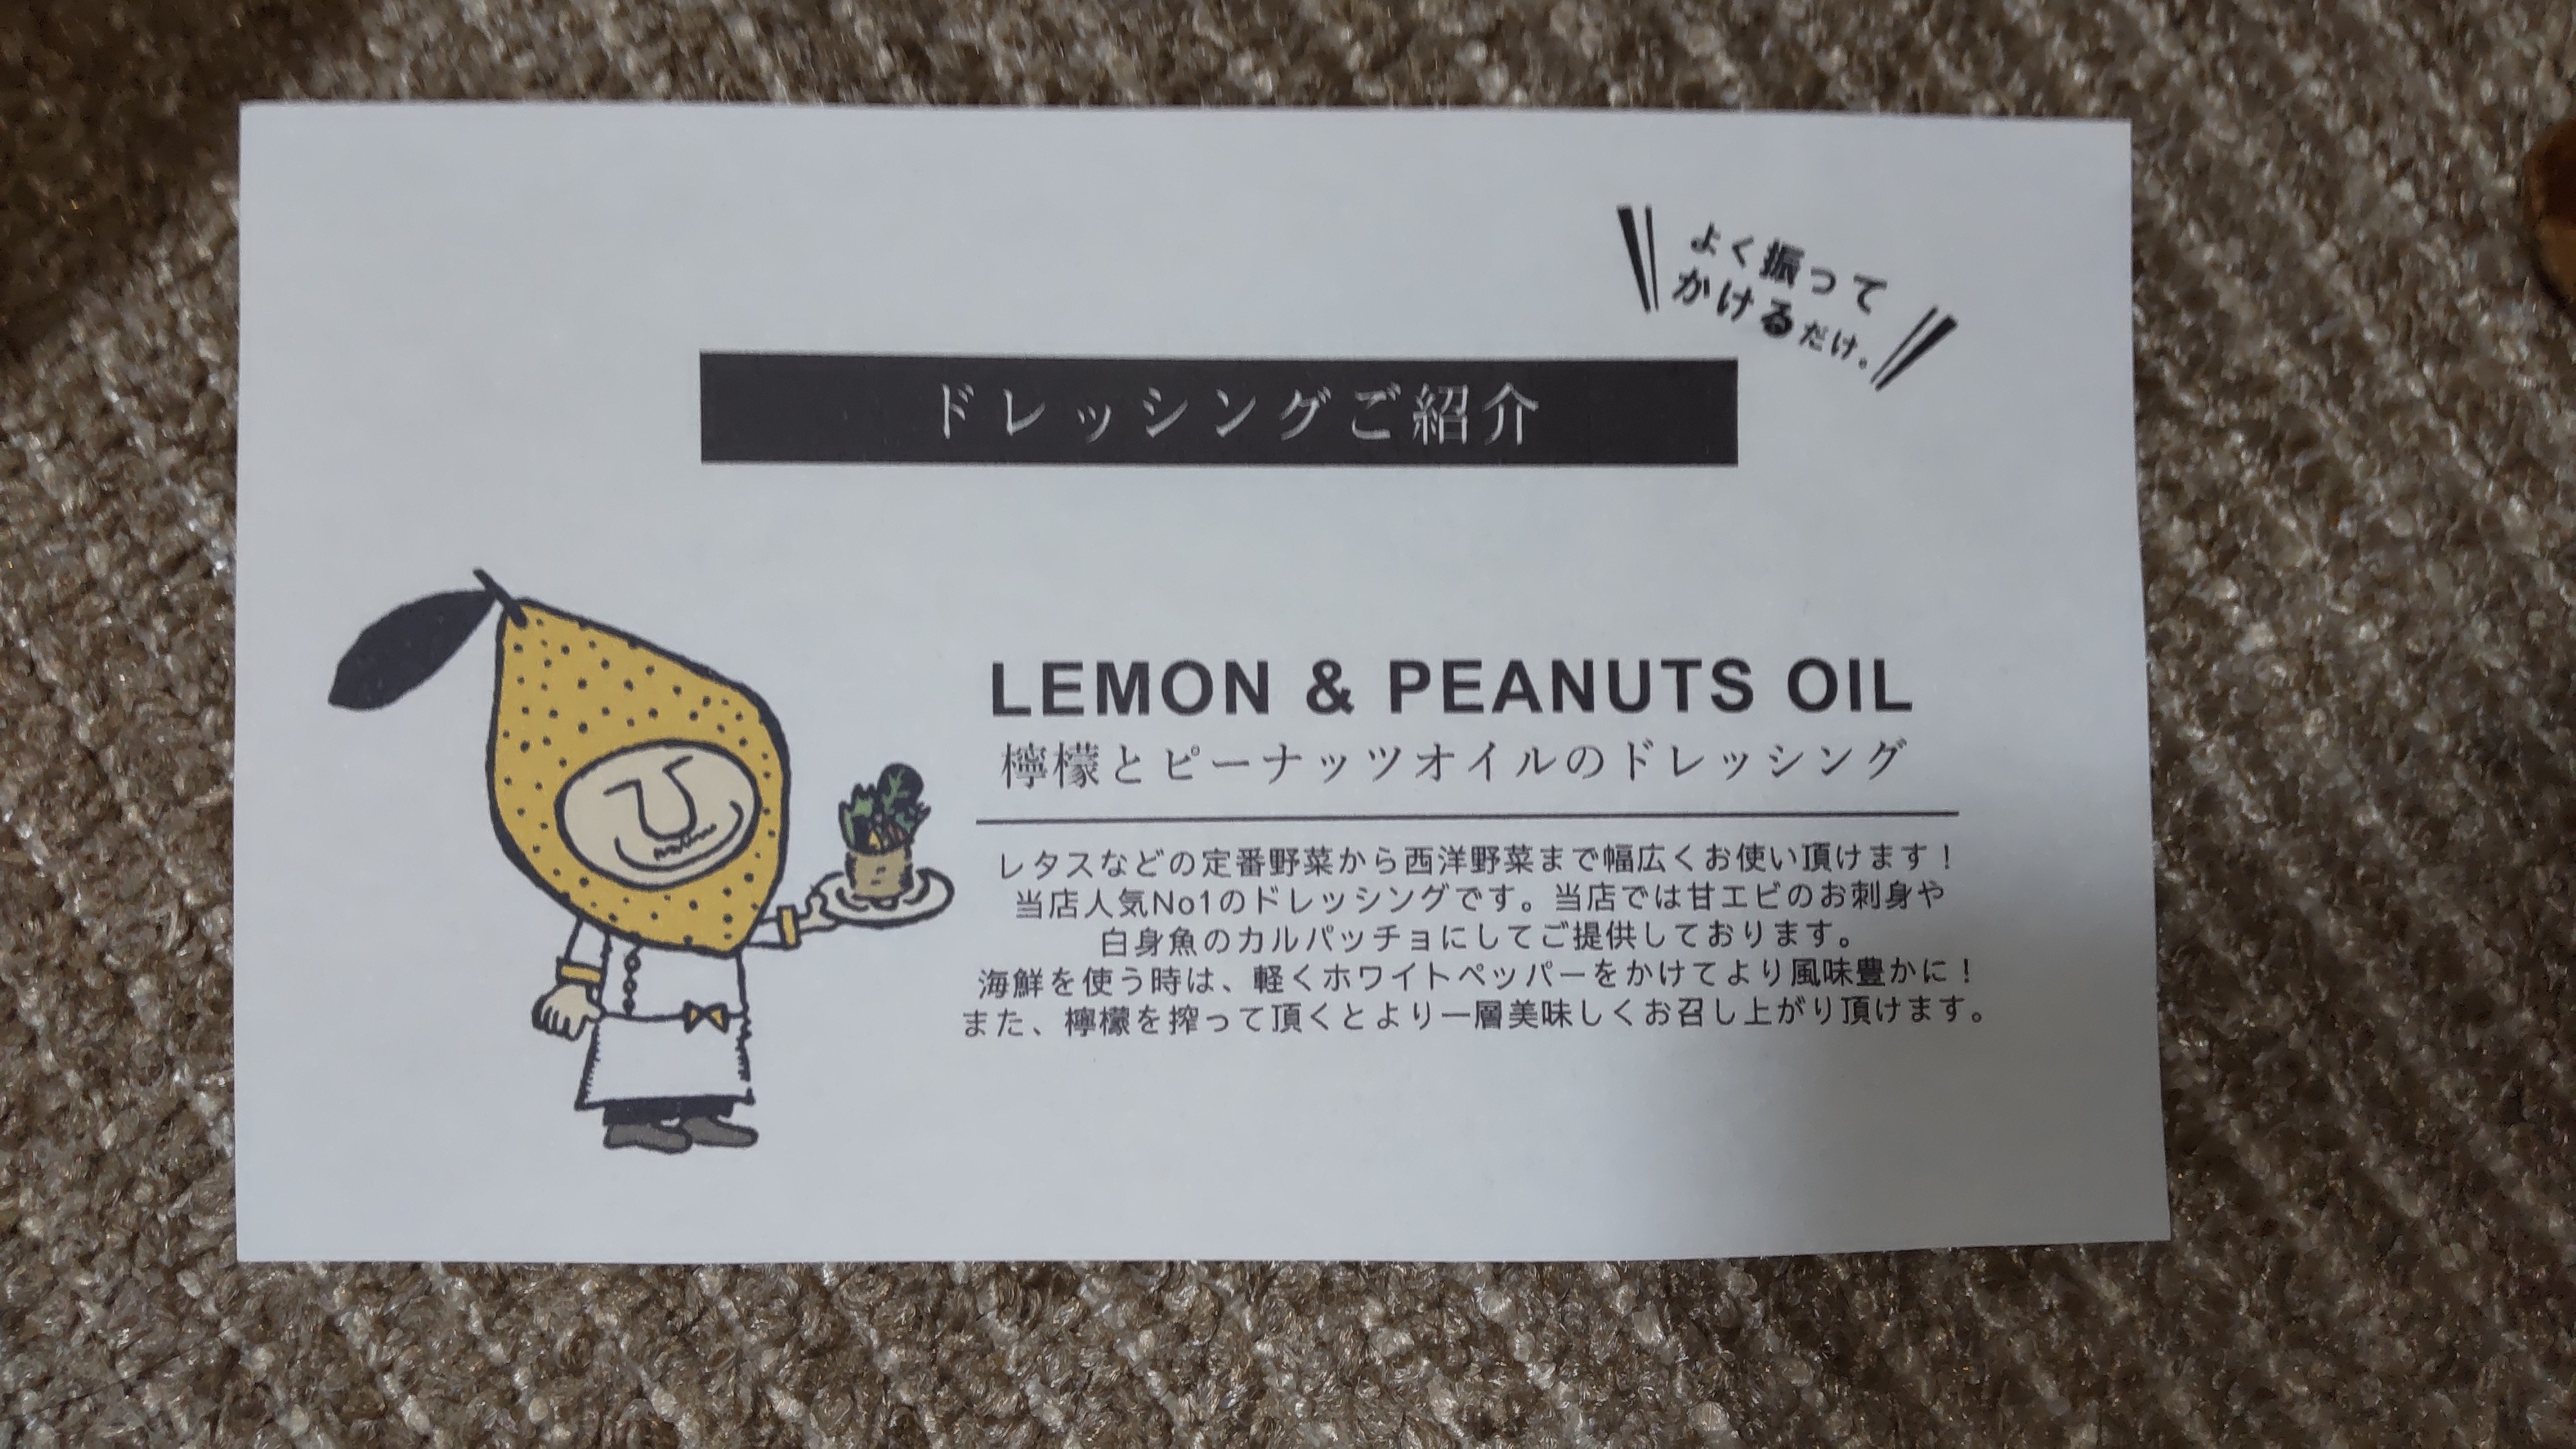 よく振って
かけるだけ。
ドレッシングご紹介
LEMON & PEANUTS OIL
檸檬とピーナッツオイルのドレッシング
レタスなどの定番野菜から西洋野菜まで幅広くお使い頂けます！
当店人気No1のドレッシングです。当店では甘エビのお刺身や
白身魚のカルパッチョにしてご提供しております。
海鮮を使う時は、軽くホワイトペッパーをかけてより風味豊かに！
また、檸檬を搾って頂くとより一層美味しくお召し上がり頂けます。